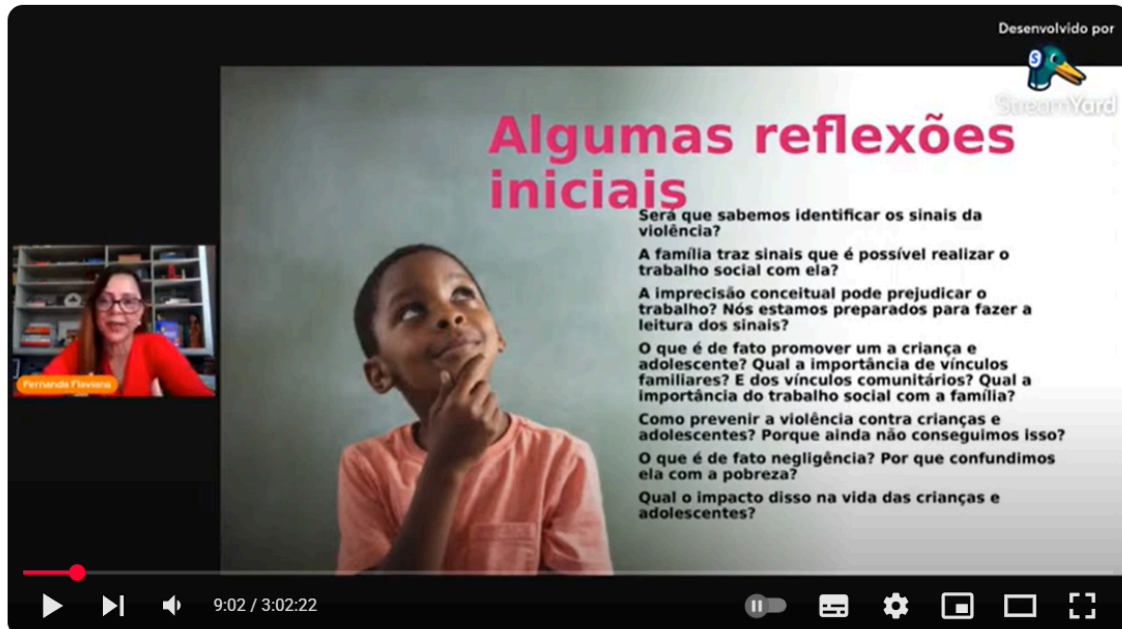 Desenvolvido por
StreamYard
Algumas reflexões
iniciais
Será que sabemos identificar os sinais da
violência?
A família traz sinais que é possível realizar o
trabalho social com ela?
A imprecisão conceitual pode prejudicar o
trabalho? Nós estamos preparados para fazer a
leitura dos sinais?
O que é de fato promover um a criança e
adolescente? Qual a importância de vínculos
familiares? E dos vínculos comunitários? Qual a
importância do trabalho social com a família?
Como prevenir a violência contra crianças e
adolescentes? Porque ainda não conseguimos isso?
O que é de fato negligência? Por que confundimos
ela com a pobreza?
Qual o impacto disso na vida das crianças e
adolescentes?
Fernanda Flaviana
9:02 / 3:02:22